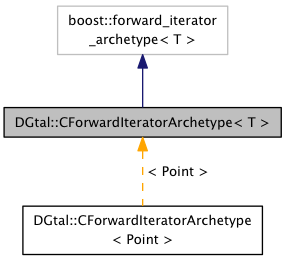 boost::forward_iterator
_archetype< T >
DGtal::CForwardIteratorArchetype< T >
< Point >
DGtal::CForwardIteratorArchetype
< Point >